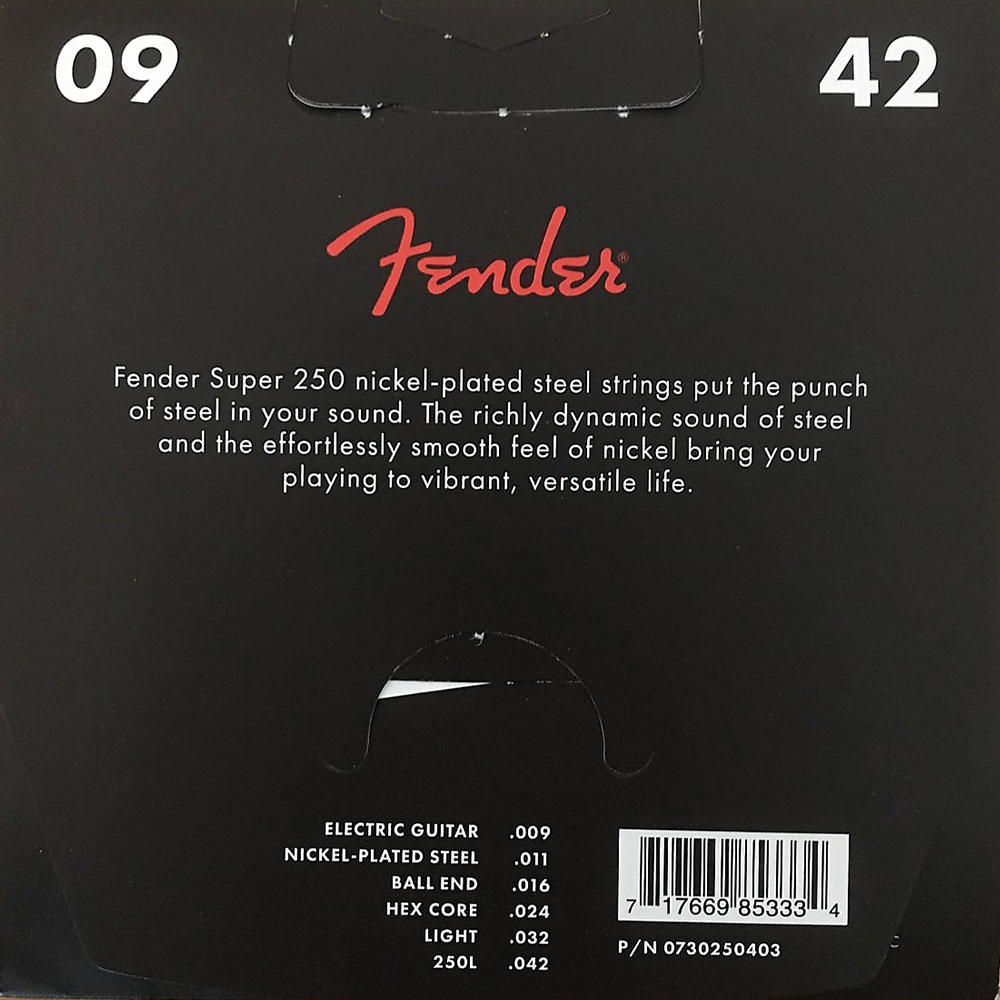 09 42
Fender®
Fender Super 250 nickel-plated steel strings put the punch
of steel in your sound. The richly dynamic sound of steel
and the effortlessly smooth feel of nickel bring your
playing to vibrant, versatile life.
ELECTRIC GUITAR .009
NICKEL-PLATED STEEL .011
BALL END .016
HEX CORE .024
LIGHT .032
250L .042
7 17669 85333 4
P/N 0730250403
C